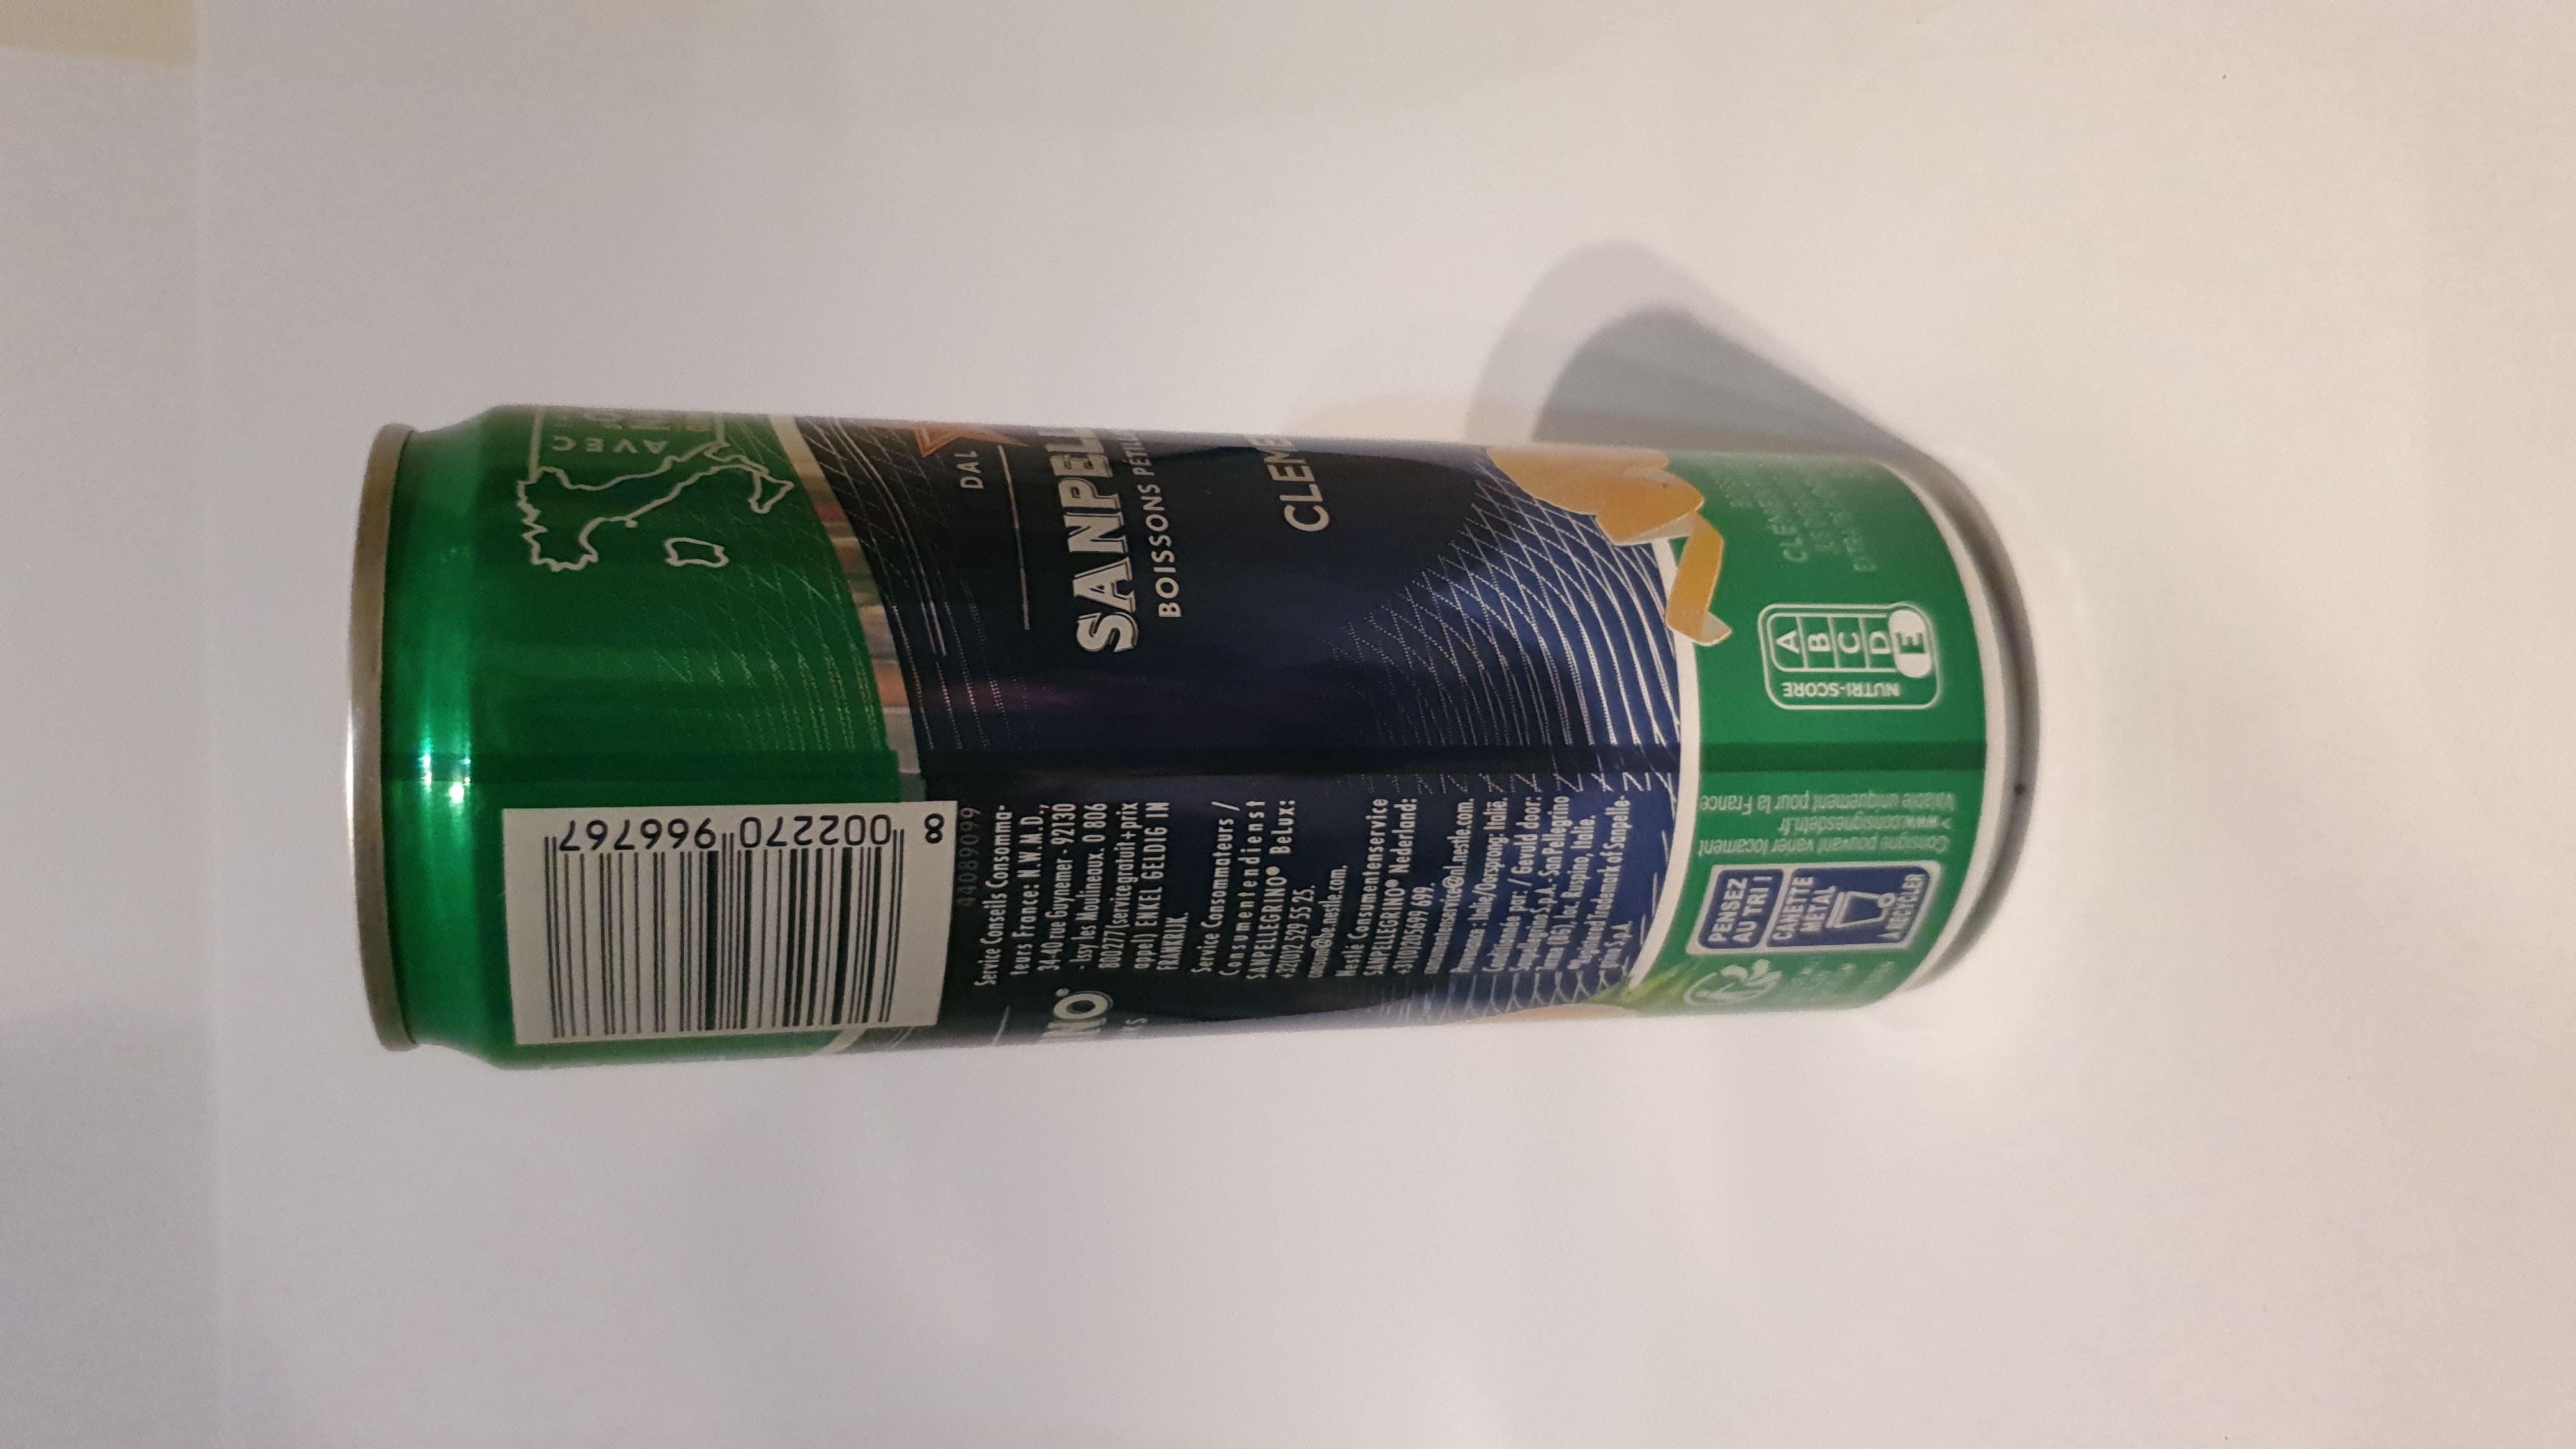 8 002270 966767
44089099
Service Conseils Consomma-
teurs France: N.W.M.D.,
34-40 rue Guynemer - 92130
- Issy les Moulineaux. 0 806
800277 (service gratuit + prix
appel) ENKEL GELDIG IN
FRANKRIJK.
Service Consommateurs /
Consumentendienst
SANPELLEGRINO® BeLux:
+32(0)2 529 55 25.
consum@be.nestle.com.
Nestlé Consumentenservice
SANPELLEGRINO® Nederland:
+31(0)205699 699.
consumentenservice@nl.nestle.com.
Provenance : Italie/Oorsprong: Italië.
Conditionnée par: / Gevuld door:
Sanpellegrino S.p.A. - San Pellegrino
Terme (BG), loc. Ruspino, Italie.
®Registered Trademark of Sanpelle-
grino S.p.A.
PENSEZ
AU TRI !
CANETTE
MÉTAL
À RECYCLER
Consigne pouvant varier localement
> www.consignesdetri.fr
Valable uniquement pour la France
INO®
KS
AVEC
DAL
SANPELL
BOISSONS PÉTILL
CLEME
NUTRI-SCORE
A
B
C
D
E
CLÉMEN
EXTRAITS